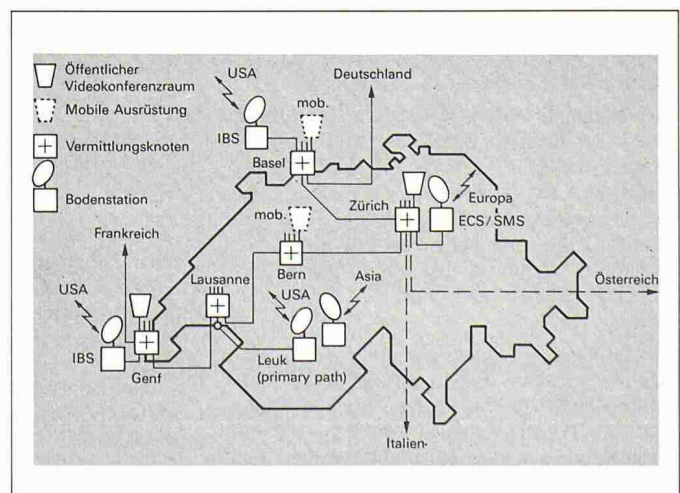 Öffentlicher
Videokonferenzraum
Mobile Ausrüstung
Vermittlungsknoten
Bodenstation
USA
Deutschland
mob.
IBS
Basel
Zürich
Europa
ECS/SMS
Frankreich
mob.
Bern
Lausanne
USA
Asia
Österreich
USA
IBS
Genf
Leuk
(primary path)
Italien